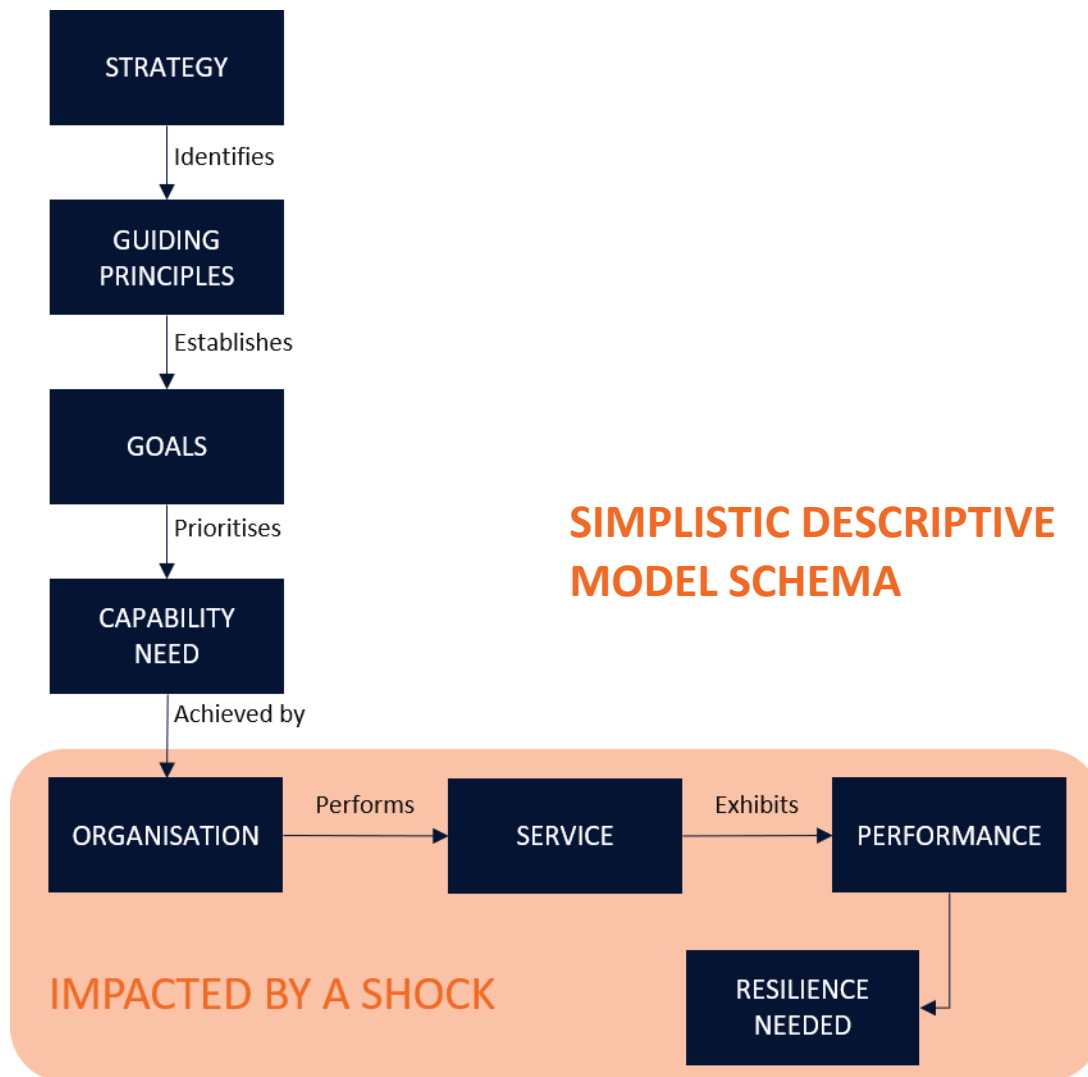 STRATEGY
Identifies
GUIDING
PRINCIPLES
Establishes
GOALS
Prioritises
SIMPLISTIC DESCRIPTIVE
MODEL SCHEMA
CAPABILITY
NEED
Achieved by
ORGANISATION
Performs
SERVICE
Exhibits
PERFORMANCE
IMPACTED BY A SHOCK
RESILIENCE
NEEDED